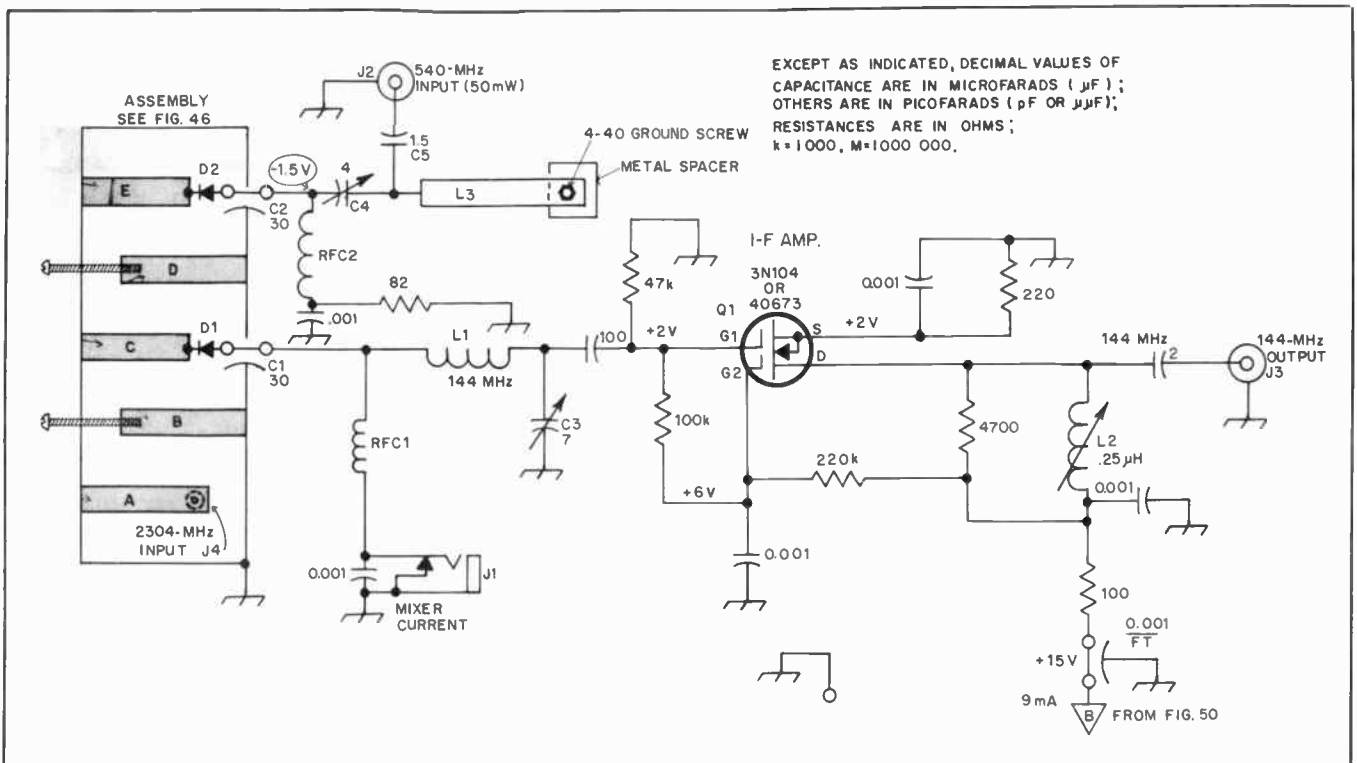 ASSEMBLY
SEE FIG. 46
E
D2
C2
30
D
C
D1
C1
30
B
A
2304-MHz
INPUT J4
J2
540-MHz
INPUT (50mW)
1.5
C5
-1.5V
4
C4
L3
4-40 GROUND SCREW
METAL SPACER
RFC2
82
.001
L1
144 MHz
RFC1
0.001
J1
MIXER
CURRENT
C3
7
100
47k
+2V
100k
+6V
0.001
220k
EXCEPT AS INDICATED, DECIMAL VALUES OF
CAPACITANCE ARE IN MICROFARADS (µF);
OTHERS ARE IN PICOFARADS (pF OR µµF);
RESISTANCES ARE IN OHMS;
k=1000, M=1000 000.
I-F AMP.
3N104
OR
40673
Q1
G1
G2
S
D
+2V
0.001
220
4700
144 MHz
2
144-MHz
OUTPUT
J3
L2
.25µH
0.001
100
0.001
FT
+15V
9mA
B
FROM FIG. 50